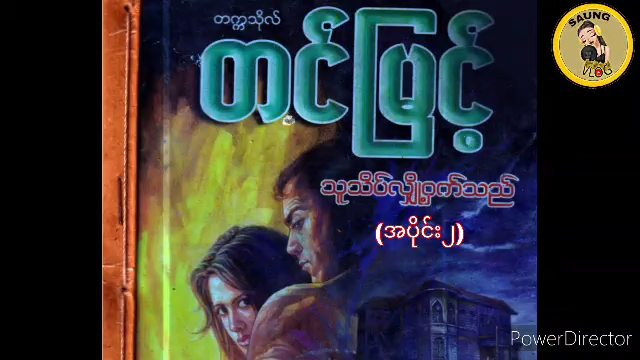 တက္ကသိုလ်
တင်မြင့်
သူသိပ်လျှို့ဝှက်သည်
(အပိုင်း၂)
SAUNG
VLOG
PowerDirector